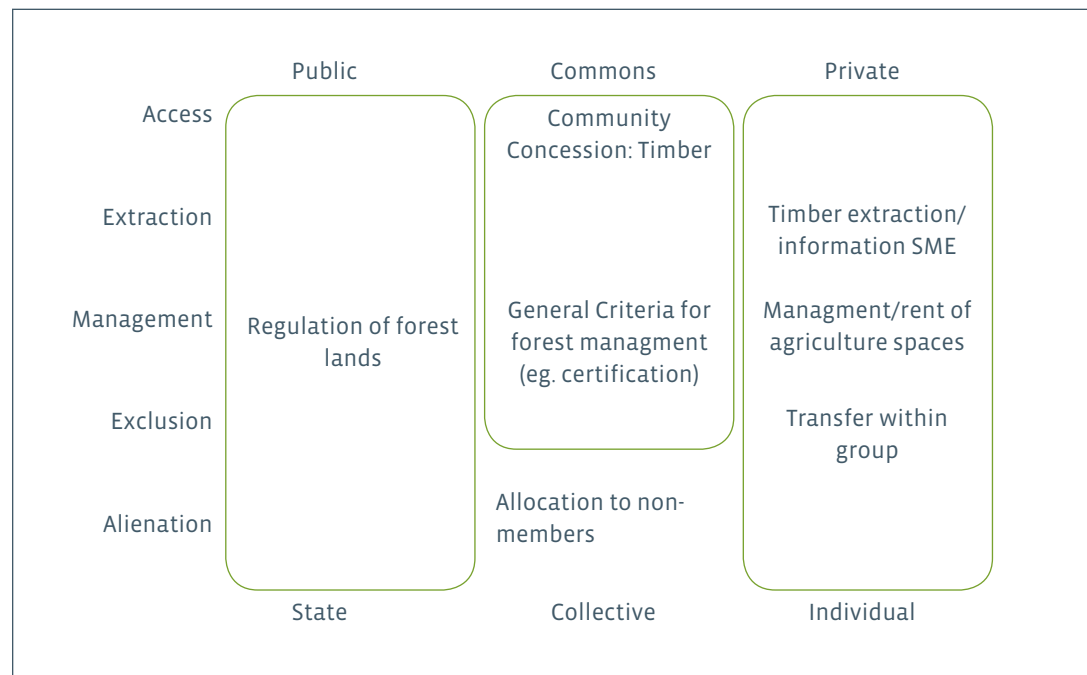 Public
Commons
Private
Access
Community
Concession: Timber
Extraction
Timber extraction/
information SME
Management
Regulation of forest
lands
General Criteria for
forest managment
(eg. certification)
Managment/rent of
agriculture spaces
Exclusion
Transfer within
group
Alienation
Allocation to non-
members
State
Collective
Individual